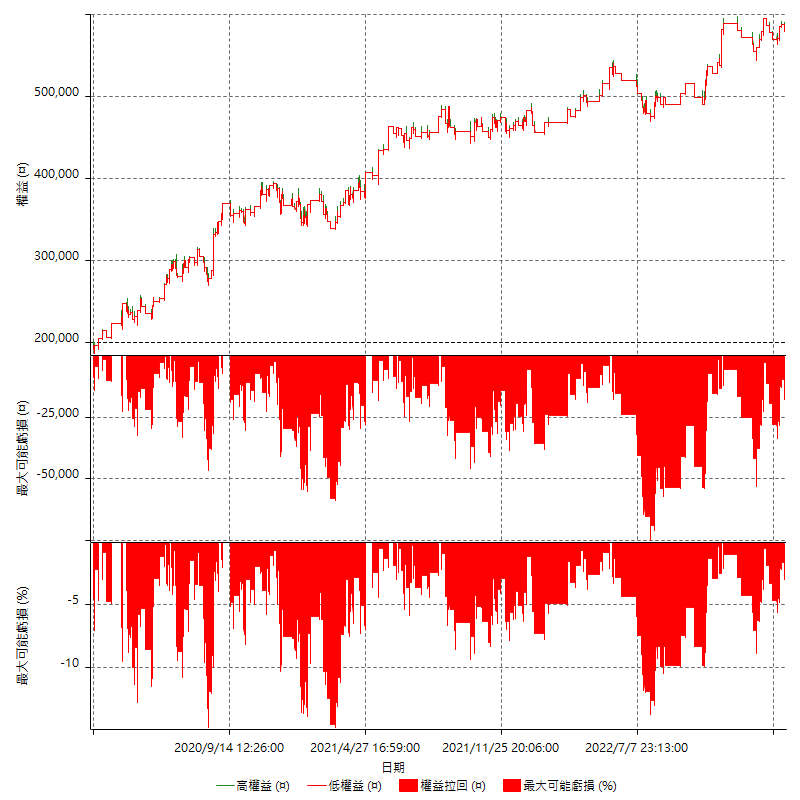 500,000
400,000
300,000
200,000
權益 (¤)
-25,000
-50,000
最大可能虧損 (¤)
-5
-10
最大可能虧損 (%)
2020/9/14 12:26:00 2021/4/27 16:59:00 2021/11/25 20:06:00 2022/7/7 23:13:00
日期
高權益 (¤) 低權益 (¤) 權益拉回 (¤) 最大可能虧損 (%)